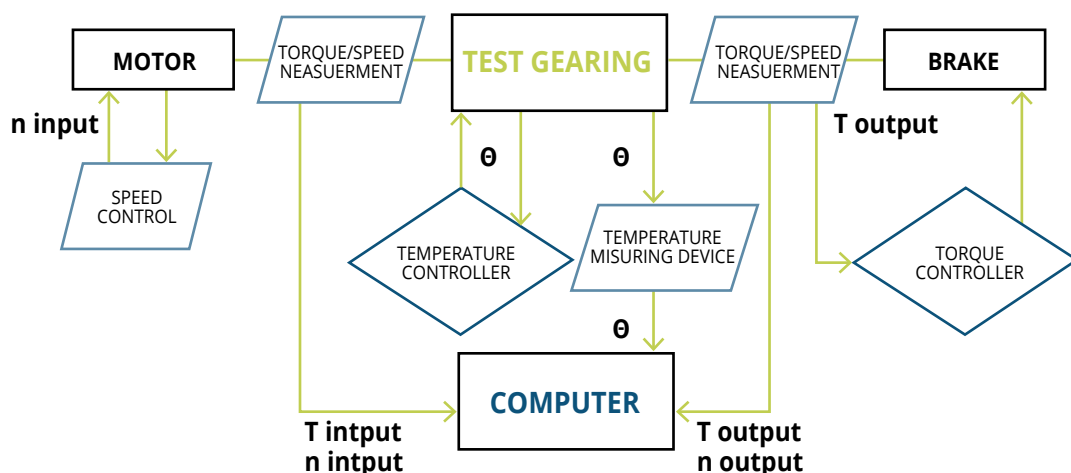 MOTOR
TORQUE/SPEED
NEASUERMENT
TEST GEARING
TORQUE/SPEED
NEASUERMENT
BRAKE
n input
T output
Θ
Θ
SPEED
CONTROL
TEMPERATURE
CONTROLLER
TEMPERATURE
MISURING DEVICE
TORQUE
CONTROLLER
Θ
COMPUTER
T intput
n intput
T output
n output